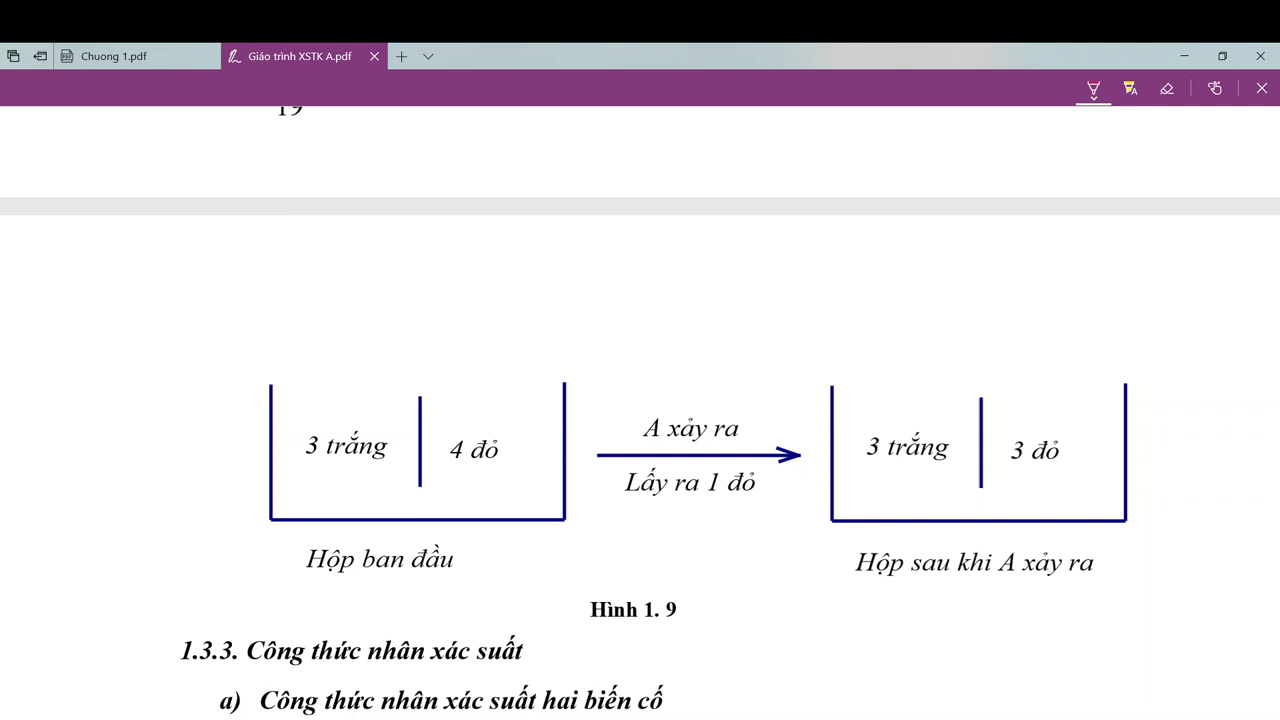 Chuong 1.pdf
Giáo trình XSTK A.pdf
19
3 trắng
4 đỏ
A xảy ra
Lấy ra 1 đỏ
3 trắng
3 đỏ
Hộp ban đầu
Hộp sau khi A xảy ra
Hình 1. 9
1.3.3. Công thức nhân xác suất
a) Công thức nhân xác suất hai biến cố